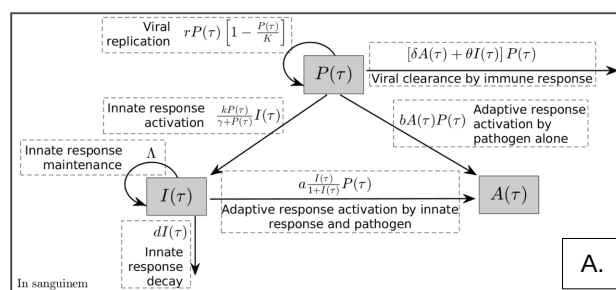 Viral
replication rP(τ) [1 − P(τ)/K]
P(τ)
[δA(τ) + θI(τ)] P(τ)
Viral clearance by immune response
Innate response
activation kP(τ)/(γ+P(τ)) I(τ)
bA(τ)P(τ) Adaptive response
activation by
pathogen alone
Innate response
maintenance
Λ
I(τ)
a I(τ)/(1+I(τ)) P(τ)
Adaptive response activation by innate
response and pathogen
A(τ)
dI(τ)
Innate
response
decay
In sanguinem
A.